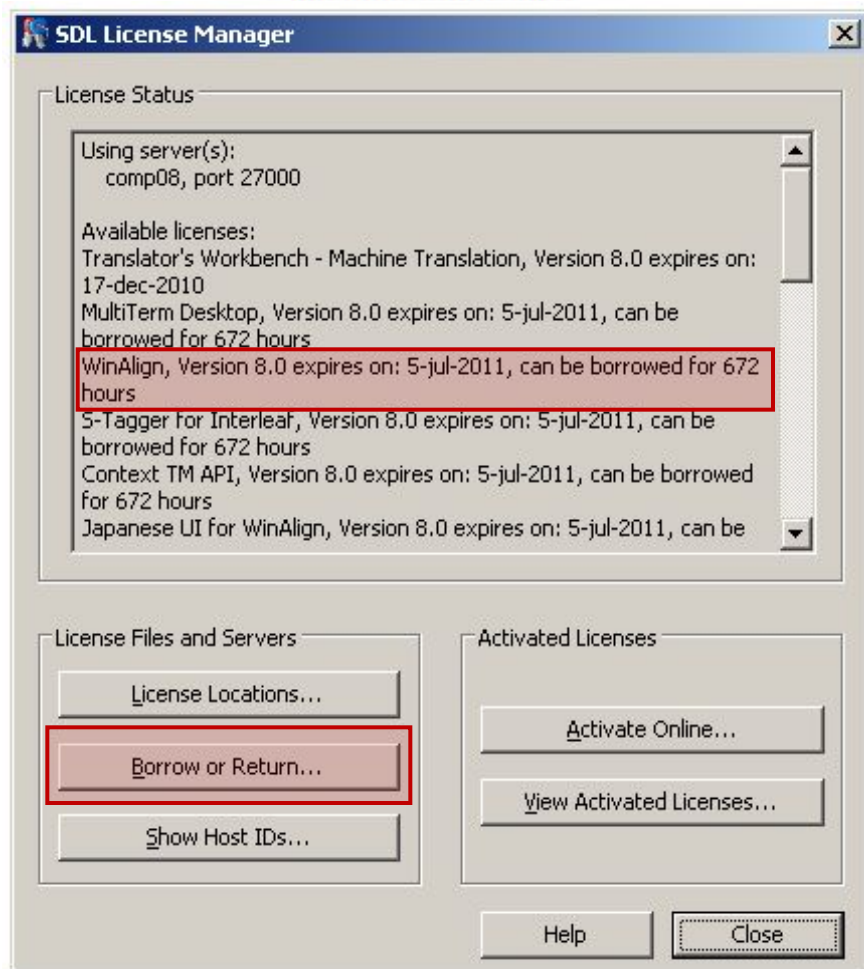 SDL License Manager
License Status
Using server(s):
comp08, port 27000
Available licenses:
Translator's Workbench - Machine Translation, Version 8.0 expires on:
17-dec-2010
MultiTerm Desktop, Version 8.0 expires on: 5-jul-2011, can be
borrowed for 672 hours
WinAlign, Version 8.0 expires on: 5-jul-2011, can be borrowed for 672
hours
S-Tagger for Interleaf, Version 8.0 expires on: 5-jul-2011, can be
borrowed for 672 hours
Context TM API, Version 8.0 expires on: 5-jul-2011, can be borrowed
for 672 hours
Japanese UI for WinAlign, Version 8.0 expires on: 5-jul-2011, can be
License Files and Servers
License Locations...
Borrow or Return...
Show Host IDs...
Activated Licenses
Activate Online...
View Activated Licenses...
Help
Close